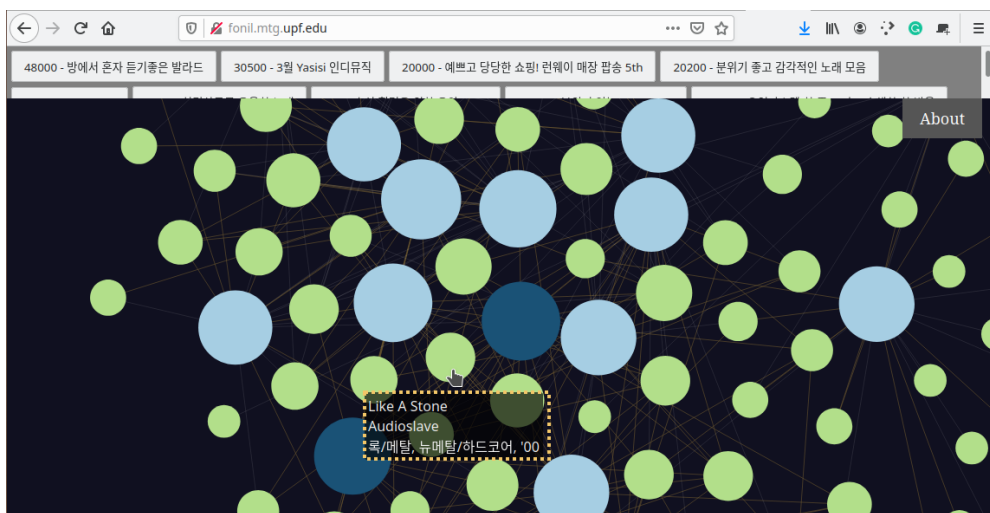 fonil.mtg.upf.edu
48000 - 방에서 혼자 듣기좋은 발라드
30500 - 3월 Yasisi 인디뮤직
20000 - 예쁘고 당당한 쇼핑! 런웨이 매장 팝송 5th
20200 - 분위기 좋고 감각적인 노래 모음
About
Like A Stone
Audioslave
록/메탈, 뉴메탈/하드코어, '00